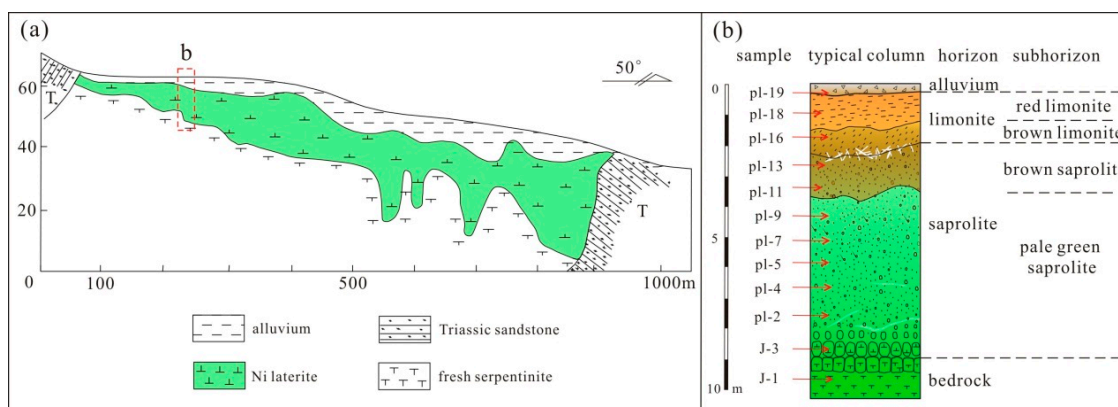 (a)
b
50°
60
T
40
20
T
0 100 500 1000m
alluvium
Triassic sandstone
Ni laterite
fresh serpentinite
(b)
sample typical column horizon subhorizon
0
alluvium
pl-19
pl-18
limonite
red limonite
pl-16
brown limonite
pl-13
brown saprolit
pl-11
pl-9
saprolite
pl-7
pale green
saprolite
5
pl-5
pl-4
pl-2
J-3
J-1
bedrock
10 m